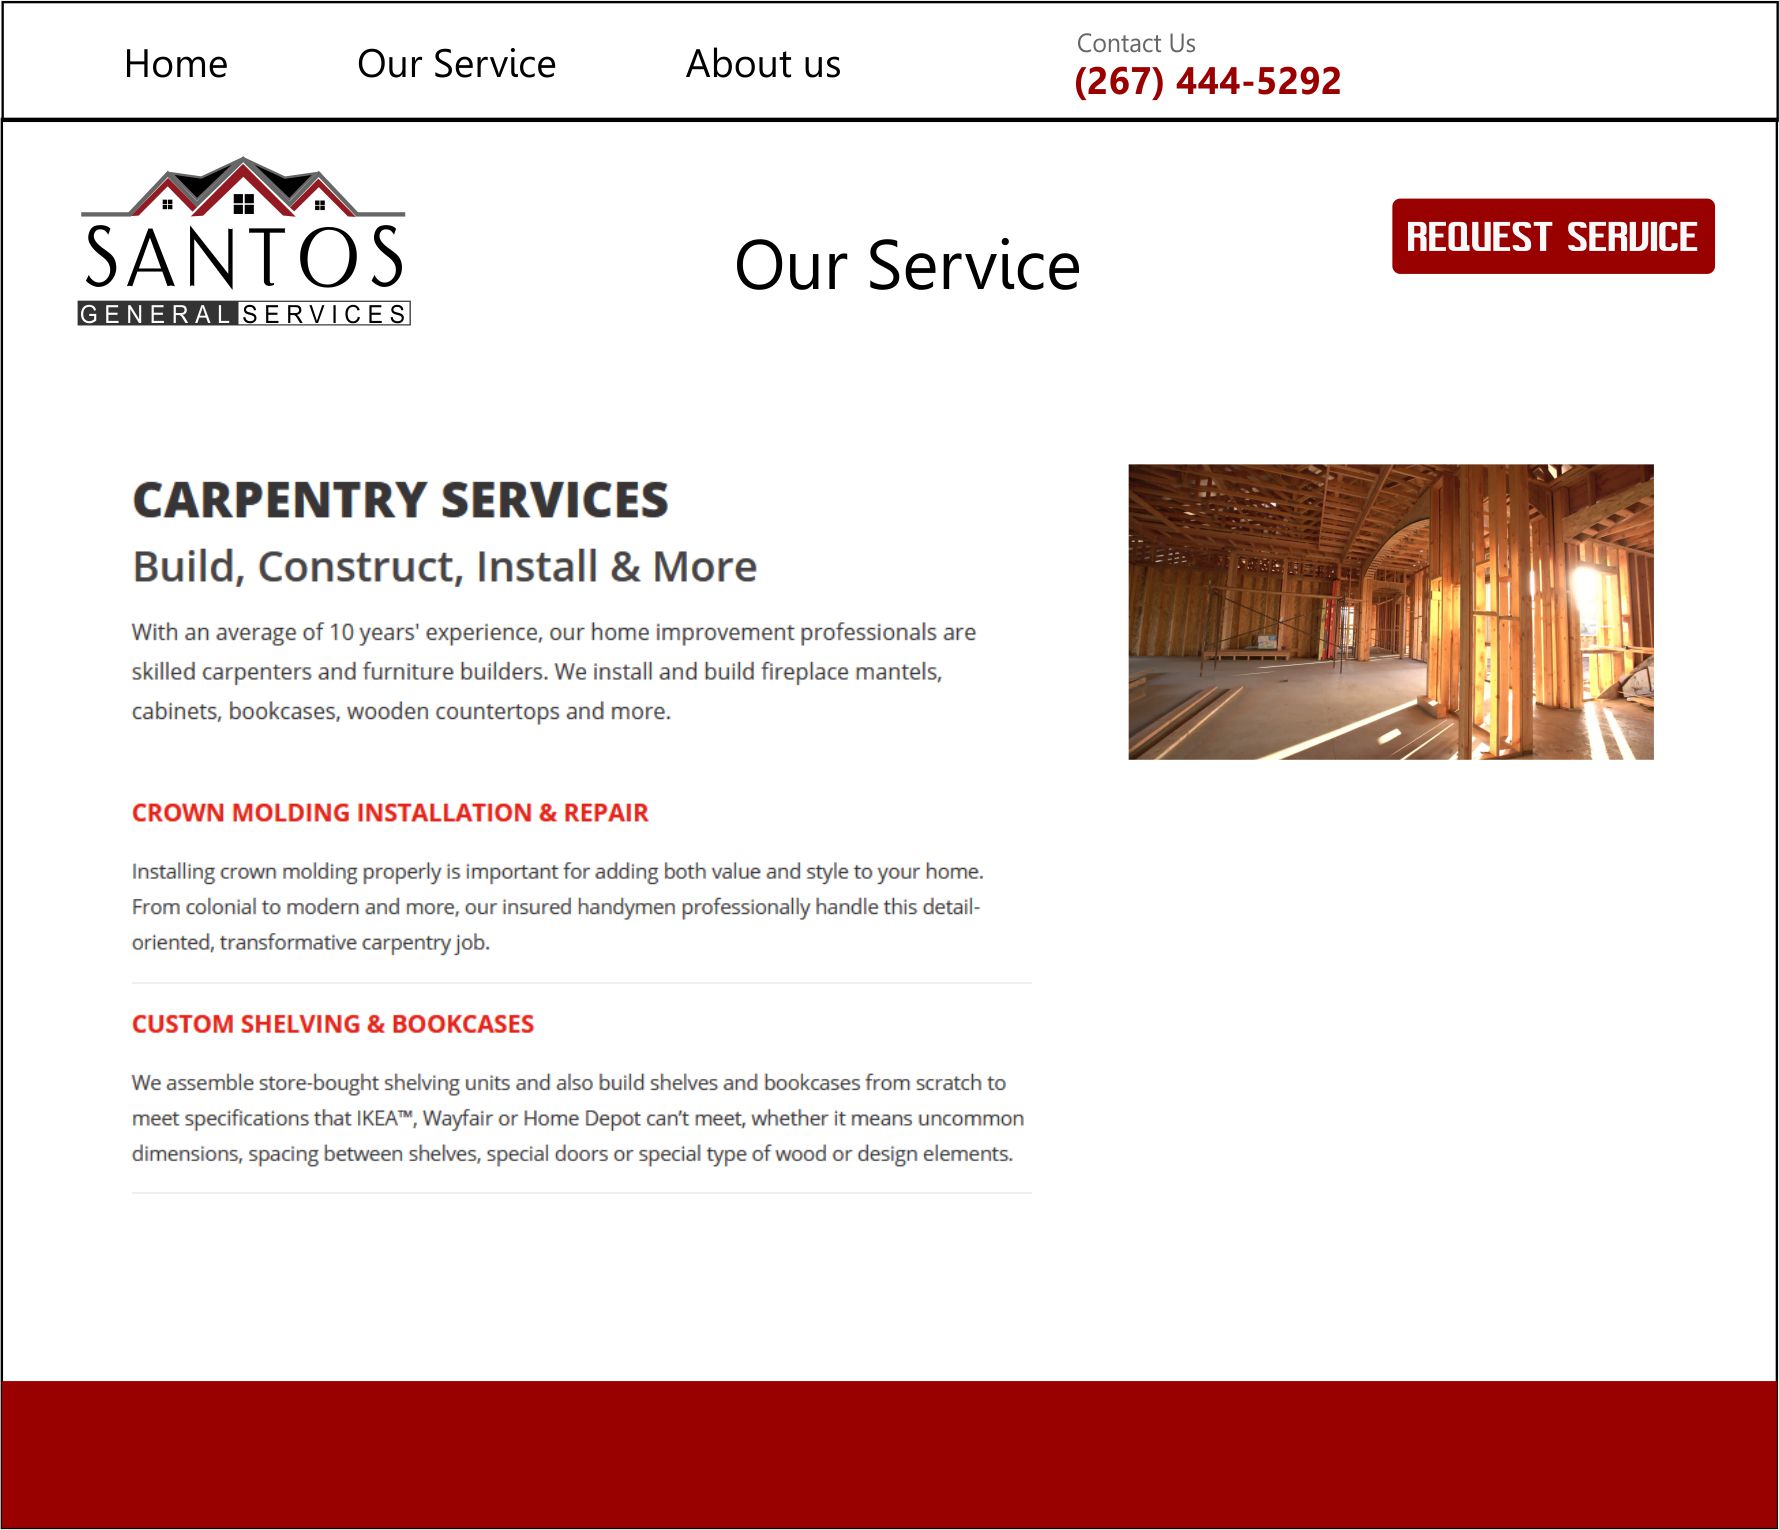 Home Our Service About us Contact Us
(267) 444-5292
SANTOS
GENERAL SERVICES
Our Service
REQUEST SERVICE
CARPENTRY SERVICES
Build, Construct, Install & More
With an average of 10 years' experience, our home improvement professionals are
skilled carpenters and furniture builders. We install and build fireplace mantels,
cabinets, bookcases, wooden countertops and more.
CROWN MOLDING INSTALLATION & REPAIR
Installing crown molding properly is important for adding both value and style to your home.
From colonial to modern and more, our insured handymen professionally handle this detail-
oriented, transformative carpentry job.
CUSTOM SHELVING & BOOKCASES
We assemble store-bought shelving units and also build shelves and bookcases from scratch to
meet specifications that IKEA™, Wayfair or Home Depot can’t meet, whether it means uncommon
dimensions, spacing between shelves, special doors or special type of wood or design elements.